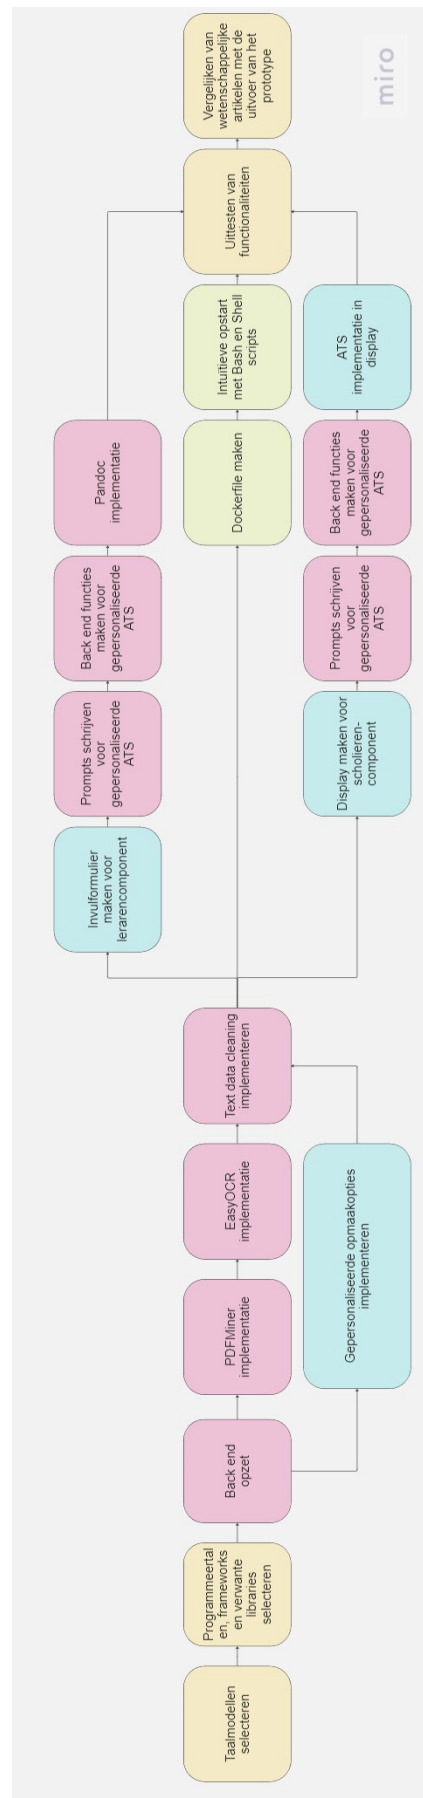 Taalmodellen
selecteren
Programmeertal
en, frameworks
en verwante
libraries
selecteren
Back end
opzet
PDFMiner
implementatie
EasyOCR
implementatie
Gepersonaliseerde opmaakopties
implementeren
Text data cleaning
implementeren
Invulformulier
maken voor
lerarencomponent
Prompts schrijven
voor
gepersonaliseerde
ATS
Back end functies
maken voor
gepersonaliseerde
ATS
Pandoc
implementatie
Dockerfile maken
Intuïtieve opstart
met Bash en Shell
scripts
Display maken voor
scholieren-
component
Prompts schrijven
voor
gepersonaliseerde
ATS
Back end functies
maken voor
gepersonaliseerde
ATS
ATS
implementatie in
display
Uittesten van
functionaliteiten
Vergelijken van
wetenschappelijke
artikelen met de
uitvoer van het
prototype
miro